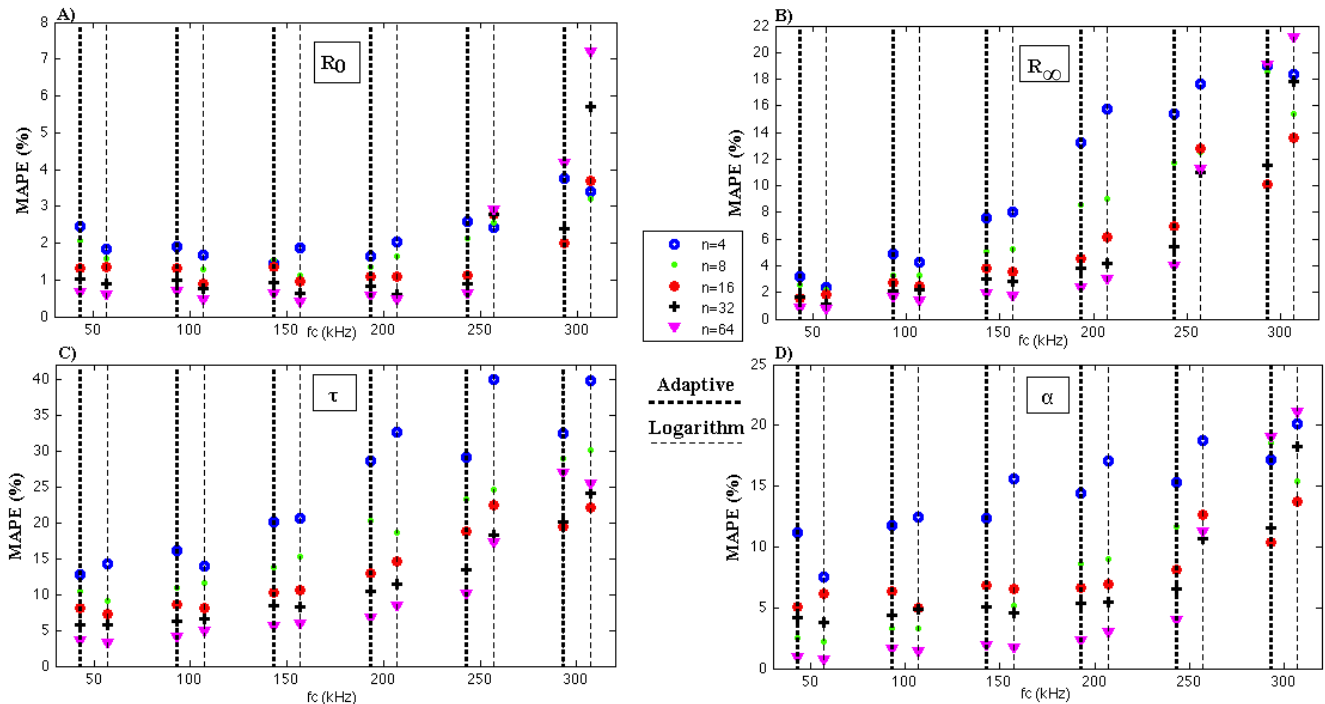 A)
R0
MAPE (%)
8
7
6
5
4
3
2
1
0
50
100
150
200
250
300
fc (kHz)
B)
R∞
MAPE (%)
22
20
18
16
14
12
10
8
6
4
2
0
50
100
150
200
250
300
fc (kHz)
n=4
n=8
n=16
n=32
n=64
Adaptive
Logarithm
C)
τ
MAPE (%)
40
35
30
25
20
15
10
5
0
50
100
150
200
250
300
fc (kHz)
D)
α
MAPE (%)
25
20
15
10
5
0
50
100
150
200
250
300
fc (kHz)